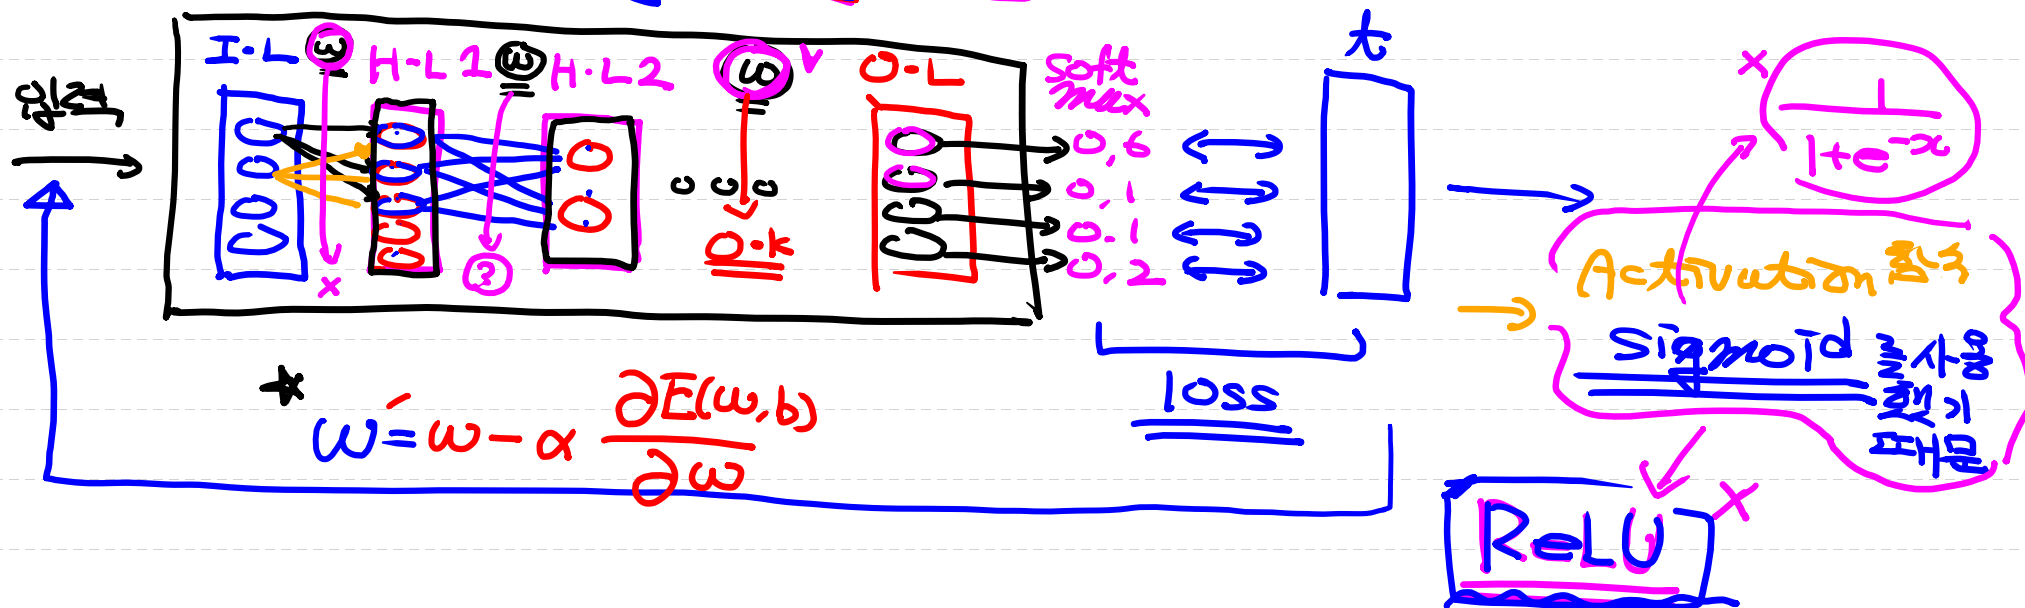 입력
I·L
ω
H·L1
ω
H·L2
ω
O·L
O·K
?
soft
max
0.6
0.1
0.1
0.2
t
loss
ω′ = ω - α ∂E(ω,b)/∂ω
1/(1+e^-x)
Activation 함수
Sigmoid를 사용
했기
때문
ReLU